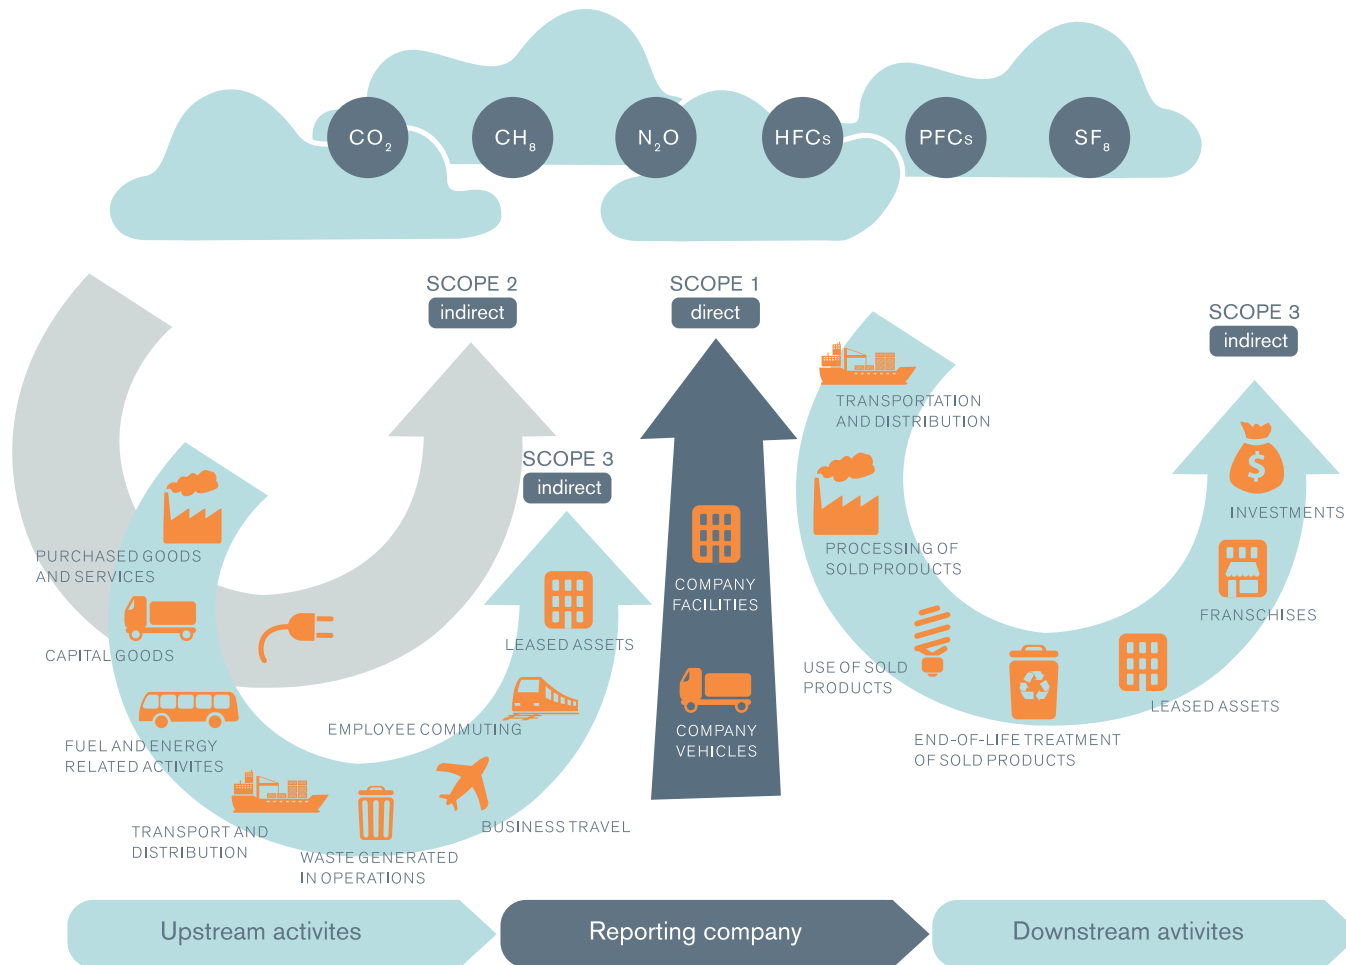 CO₂
CH₈
N₂O
HFCs
PFCs
SF₈
SCOPE 2
indirect
SCOPE 1
direct
SCOPE 3
indirect
SCOPE 3
indirect
PURCHASED GOODS
AND SERVICES
CAPITAL GOODS
FUEL AND ENERGY
RELATED ACTIVITES
TRANSPORT AND
DISTRIBUTION
WASTE GENERATED
IN OPERATIONS
BUSINESS TRAVEL
EMPLOYEE COMMUTING
LEASED ASSETS
COMPANY
FACILITIES
COMPANY
VEHICLES
TRANSPORTATION
AND DISTRIBUTION
PROCESSING OF
SOLD PRODUCTS
USE OF SOLD
PRODUCTS
END-OF-LIFE TREATMENT
OF SOLD PRODUCTS
LEASED ASSETS
FRANSCHISES
$
INVESTMENTS
Upstream activites
Reporting company
Downstream avtivites